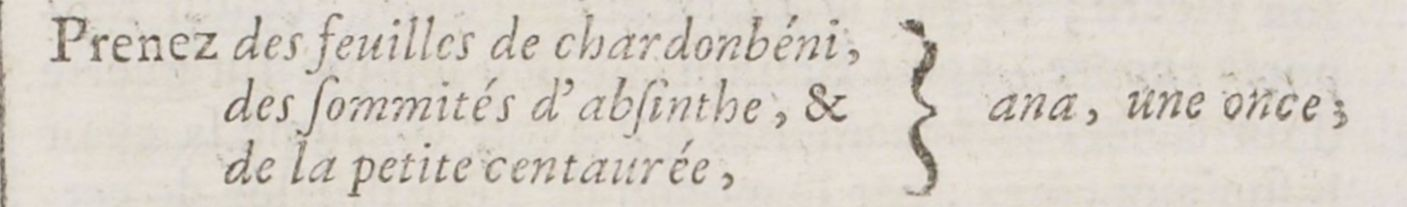 Prenez des feuilles de chardonbéni,
des ſommités d'abſinthe, &
de la petite centaurée,
} ana, une once;